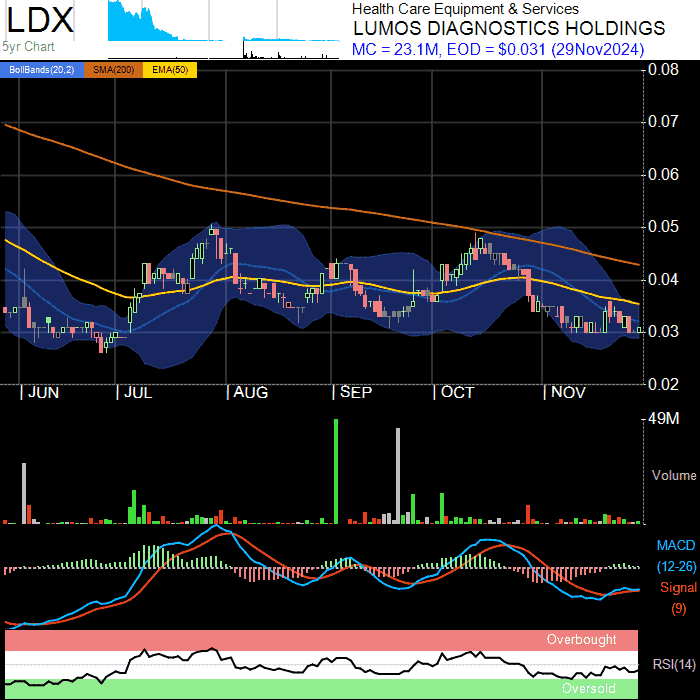 LDX
5yr Chart
Health Care Equipment & Services
LUMOS DIAGNOSTICS HOLDINGS
MC = 23.1M, EOD = $0.031 (29Nov2024)
BollBands(20,2) SMA(200) EMA(50)
0.08
0.07
0.06
0.05
0.04
0.03
0.02
JUN JUL AUG SEP OCT NOV
49M
Volume
MACD
(12-26)
Signal
(9)
Overbought
RSI(14)
Oversold